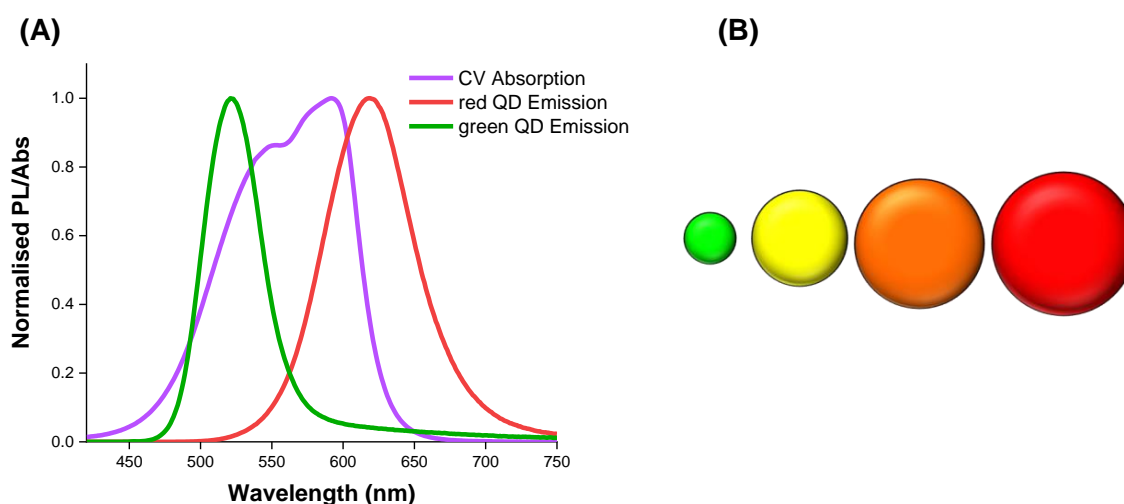 (A)
(B)
CV Absorption
red QD Emission
green QD Emission
Normalised PL/Abs
1.0
0.8
0.6
0.4
0.2
0.0
450 500 550 600 650 700 750
Wavelength (nm)